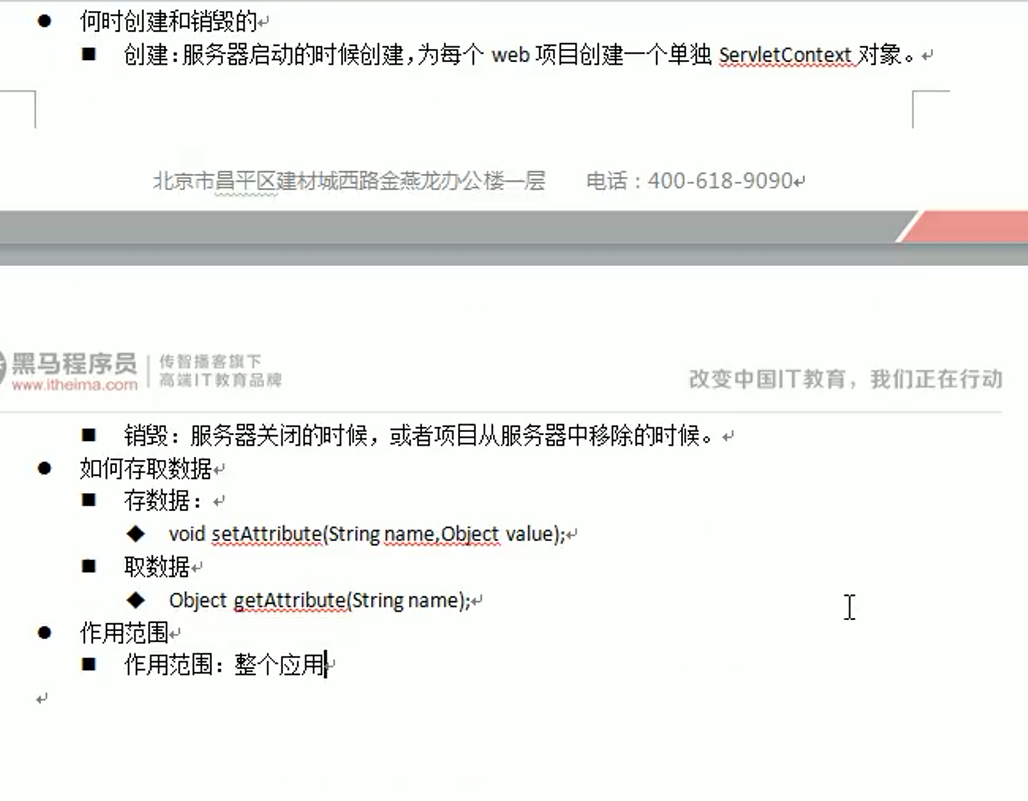 何时创建和销毁的
创建:服务器启动的时候创建,为每个 web 项目创建一个单独 ServletContext 对象。
北京市昌平区建材城西路金燕龙办公楼一层 电话:400-618-9090
黑马程序员
www.itheima.com
传智播客旗下
高端IT教育品牌
改变中国IT教育,我们正在行动
销毁:服务器关闭的时候,或者项目从服务器中移除的时候。
如何存取数据
存数据:
void setAttribute(String name,Object value);
取数据
Object getAttribute(String name);
作用范围
作用范围:整个应用